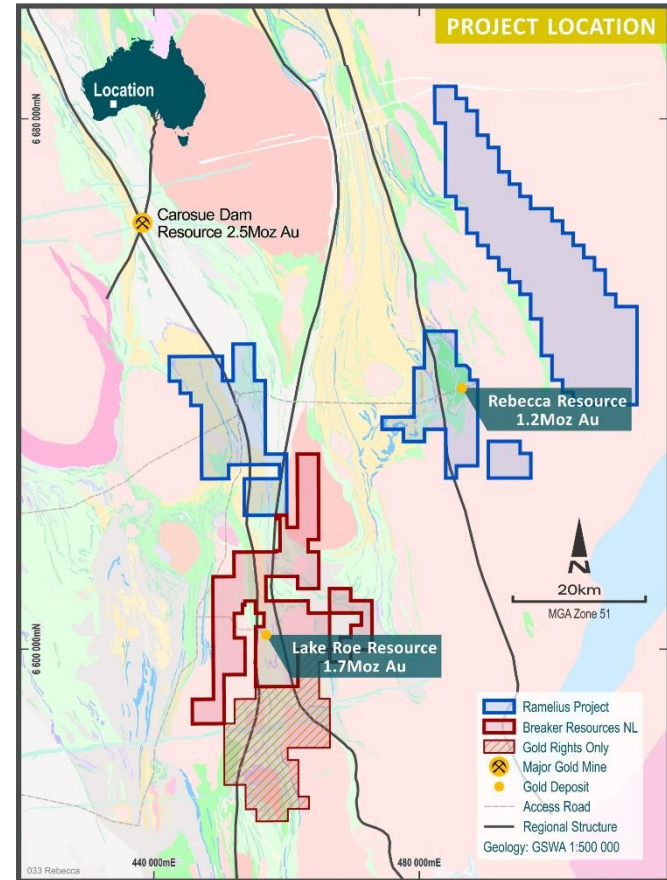 PROJECT LOCATION
Location
6 680 000mN
Carosue Dam
Resource 2.5Moz Au
Rebecca Resource
1.2Moz Au
N
20km
MGA Zone 51
6 600 000mN
Lake Roe Resource
1.7Moz Au
Ramelius Project
Breaker Resources NL
Gold Rights Only
Major Gold Mine
Gold Deposit
Access Road
Regional Structure
Geology: GSWA 1:500 000
033 Rebecca
440 000mE
480 000mE